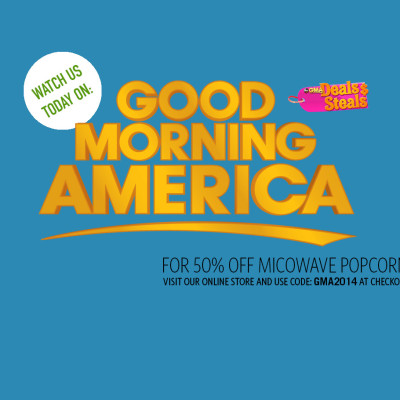 WATCH US
TODAY ON:
GOOD
MORNING
AMERICA
GMA Deals $
Steals
FOR 50% OFF MICOWAVE POPCORN
VISIT OUR ONLINE STORE AND USE CODE: GMA2014 AT CHECKO